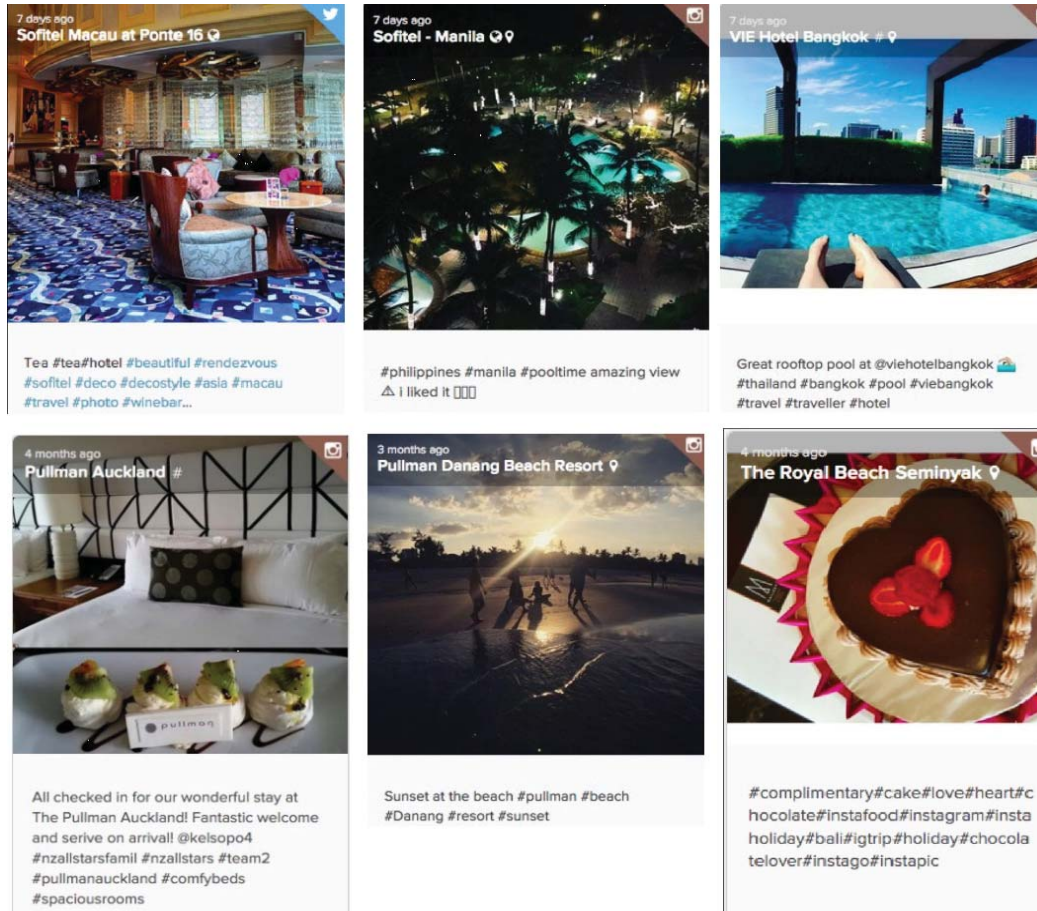 7 days ago
Sofitel Macau at Ponte 16
Tea #tea#hotel #beautiful #rendezvous
#sofitel #deco #decostyle #asia #macau
#travel #photo #winebar...
7 days ago
Sofitel - Manila
#philippines #manila #pooltime amazing view
⚠ i liked it
7 days ago
VIE Hotel Bangkok #
Great rooftop pool at @viehotelbangkok 🏊
#thailand #bangkok #pool #viebangkok
#travel #traveller #hotel
4 months ago
Pullman Auckland #
pullman
All checked in for our wonderful stay at
The Pullman Auckland! Fantastic welcome
and serive on arrival! @kelsopo4
#nzallstarsfamil #nzallstars #team2
#pullmanauckland #comfybeds
#spaciousrooms
3 months ago
Pullman Danang Beach Resort
Sunset at the beach #pullman #beach
#Danang #resort #sunset
4 months ago
The Royal Beach Seminyak
#complimentary#cake#love#heart#c
hocolate#instafood#instagram#insta
holiday#bali#igtrip#holiday#chocola
telover#instago#instapic